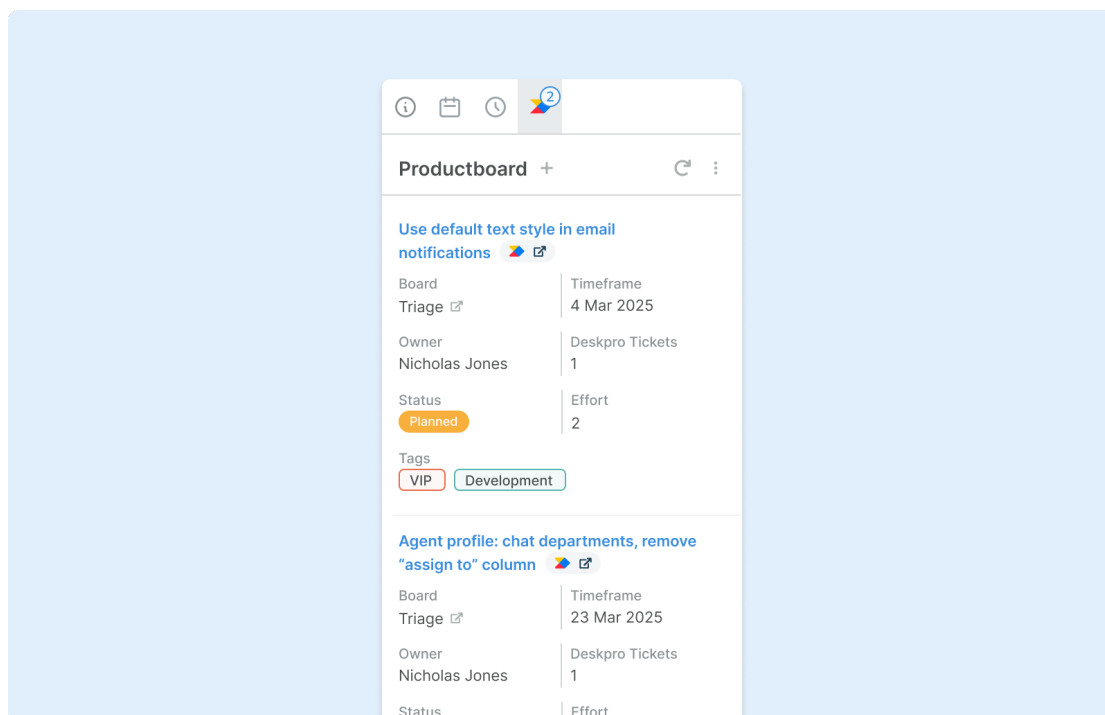 2
Productboard
Use default text style in email
notifications
Board
Timeframe
Triage
4 Mar 2025
Owner
Deskpro Tickets
Nicholas Jones
1
Status
Effort
Planned
2
Tags
VIP
Development
Agent profile: chat departments, remove
“assign to” column
Board
Timeframe
Triage
23 Mar 2025
Owner
Deskpro Tickets
Nicholas Jones
1
Status
Effort